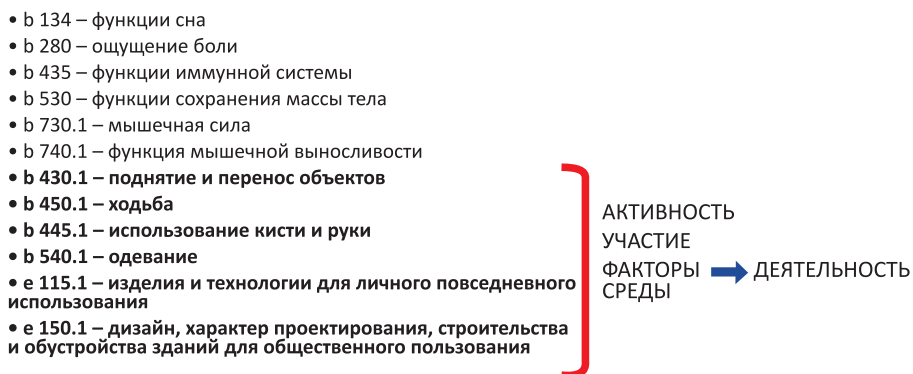 • b 134 – функции сна
• b 280 – ощущение боли
• b 435 – функции иммунной системы
• b 530 – функции сохранения массы тела
• b 730.1 – мышечная сила
• b 740.1 – функция мышечной выносливости
• b 430.1 – поднятие и перенос объектов
• b 450.1 – ходьба
• b 445.1 – использование кисти и руки
• b 540.1 – одевание
• e 115.1 – изделия и технологии для личного повседневного
использования
• e 150.1 – дизайн, характер проектирования, строительства
и обустройства зданий для общественного пользования
АКТИВНОСТЬ
УЧАСТИЕ
ФАКТОРЫ
СРЕДЫ
ДЕЯТЕЛЬНОСТЬ